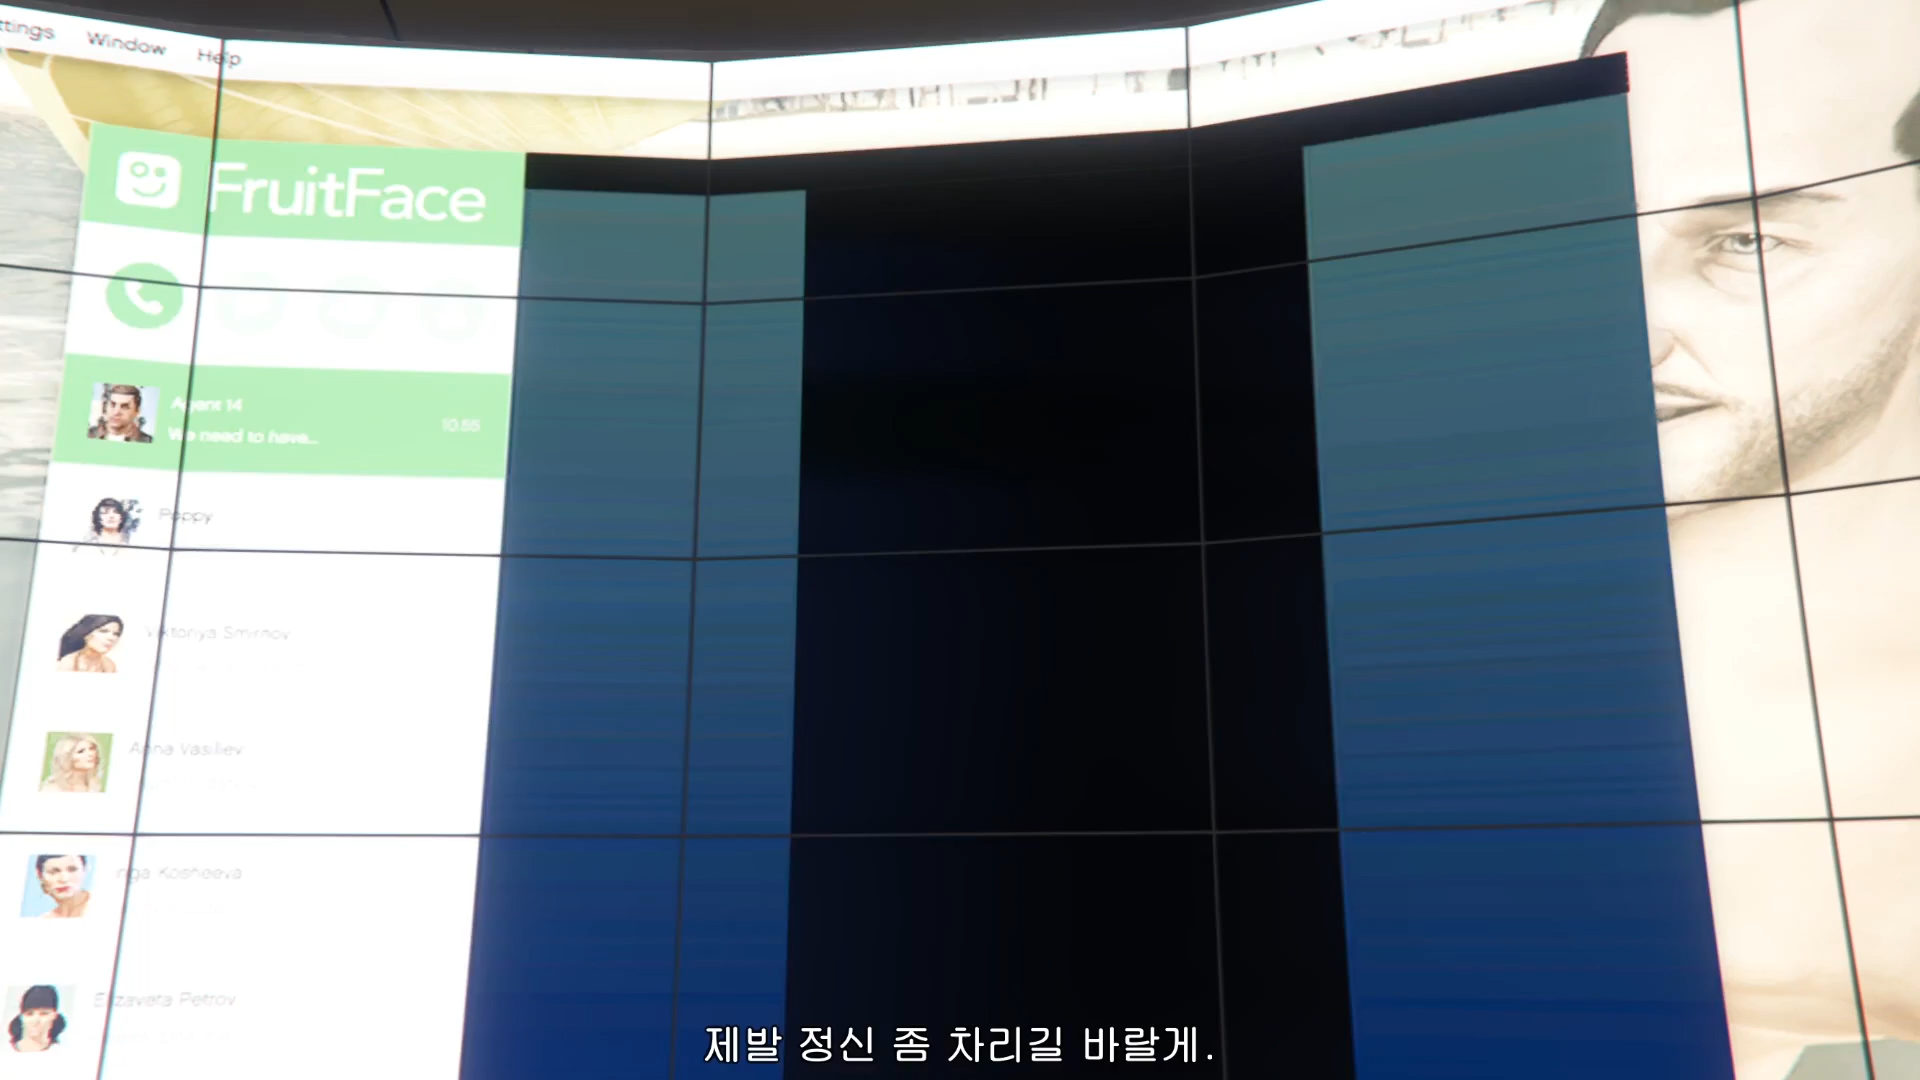 ttings Window Help
FruitFace
Agent 14
We need to have...
10:55
Poppy
Viktoriya Smirnov
Anna Vasiliev
Inga Kosheeva
Elizaveta Petrov
제발 정신 좀 차리길 바랄게.